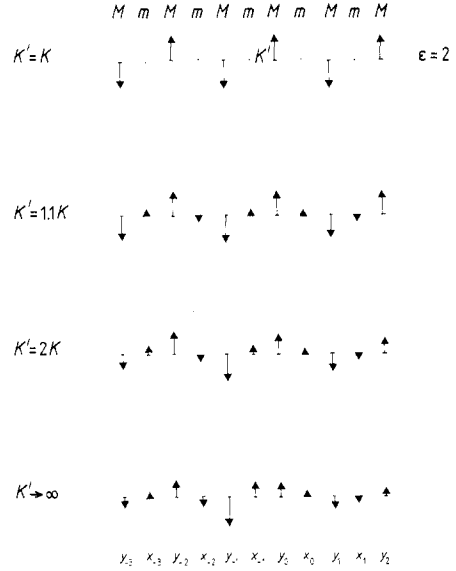 M m M m M m M m M m M
K′=K K′ ε=2
K′=1.1K
K′=2K
K′→∞
y₋₃ x₋₃ y₋₂ x₋₂ y₋₁ x₋₁ y₀ x₀ y₁ x₁ y₂